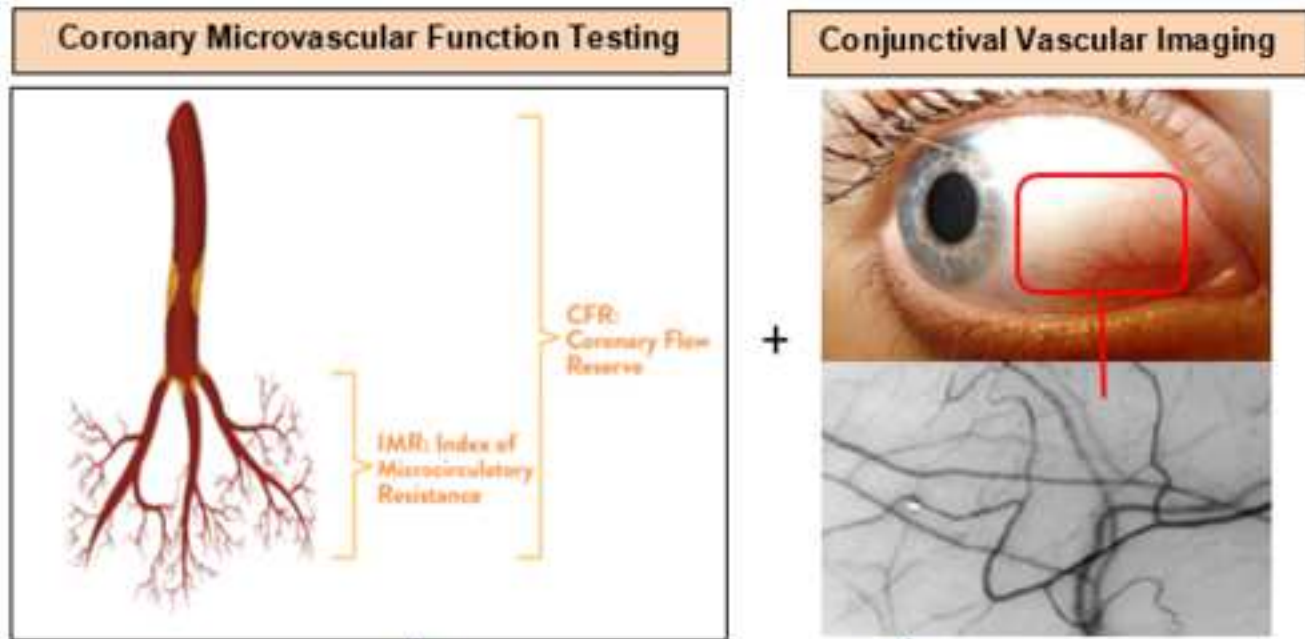 Coronary Microvascular Function Testing
Conjunctival Vascular Imaging
CFR:
Coronary Flow
Reserve
+
IMR: Index of
Microcirculatory
Resistance